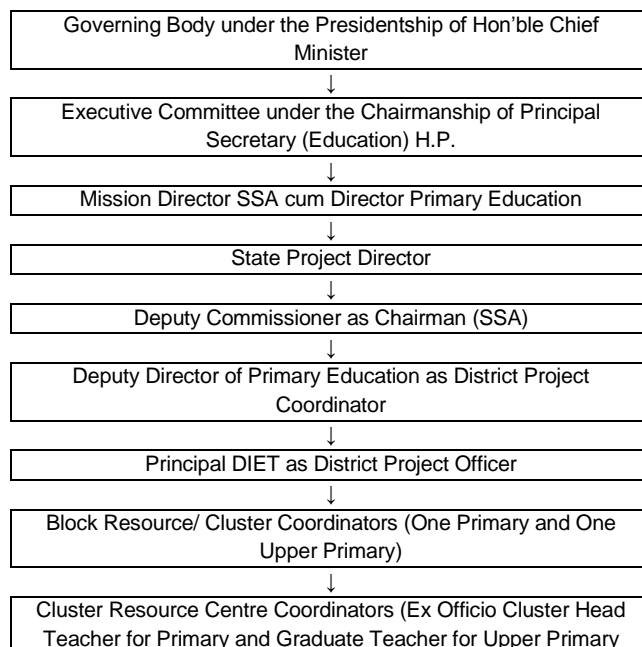 Governing Body under the Presidentship of Hon’ble Chief
Minister
↓
Executive Committee under the Chairmanship of Principal
Secretary (Education) H.P.
↓
Mission Director SSA cum Director Primary Education
↓
State Project Director
↓
Deputy Commissioner as Chairman (SSA)
↓
Deputy Director of Primary Education as District Project
Coordinator
↓
Principal DIET as District Project Officer
↓
Block Resource/ Cluster Coordinators (One Primary and One
Upper Primary)
↓
Cluster Resource Centre Coordinators (Ex Officio Cluster Head
Teacher for Primary and Graduate Teacher for Upper Primary